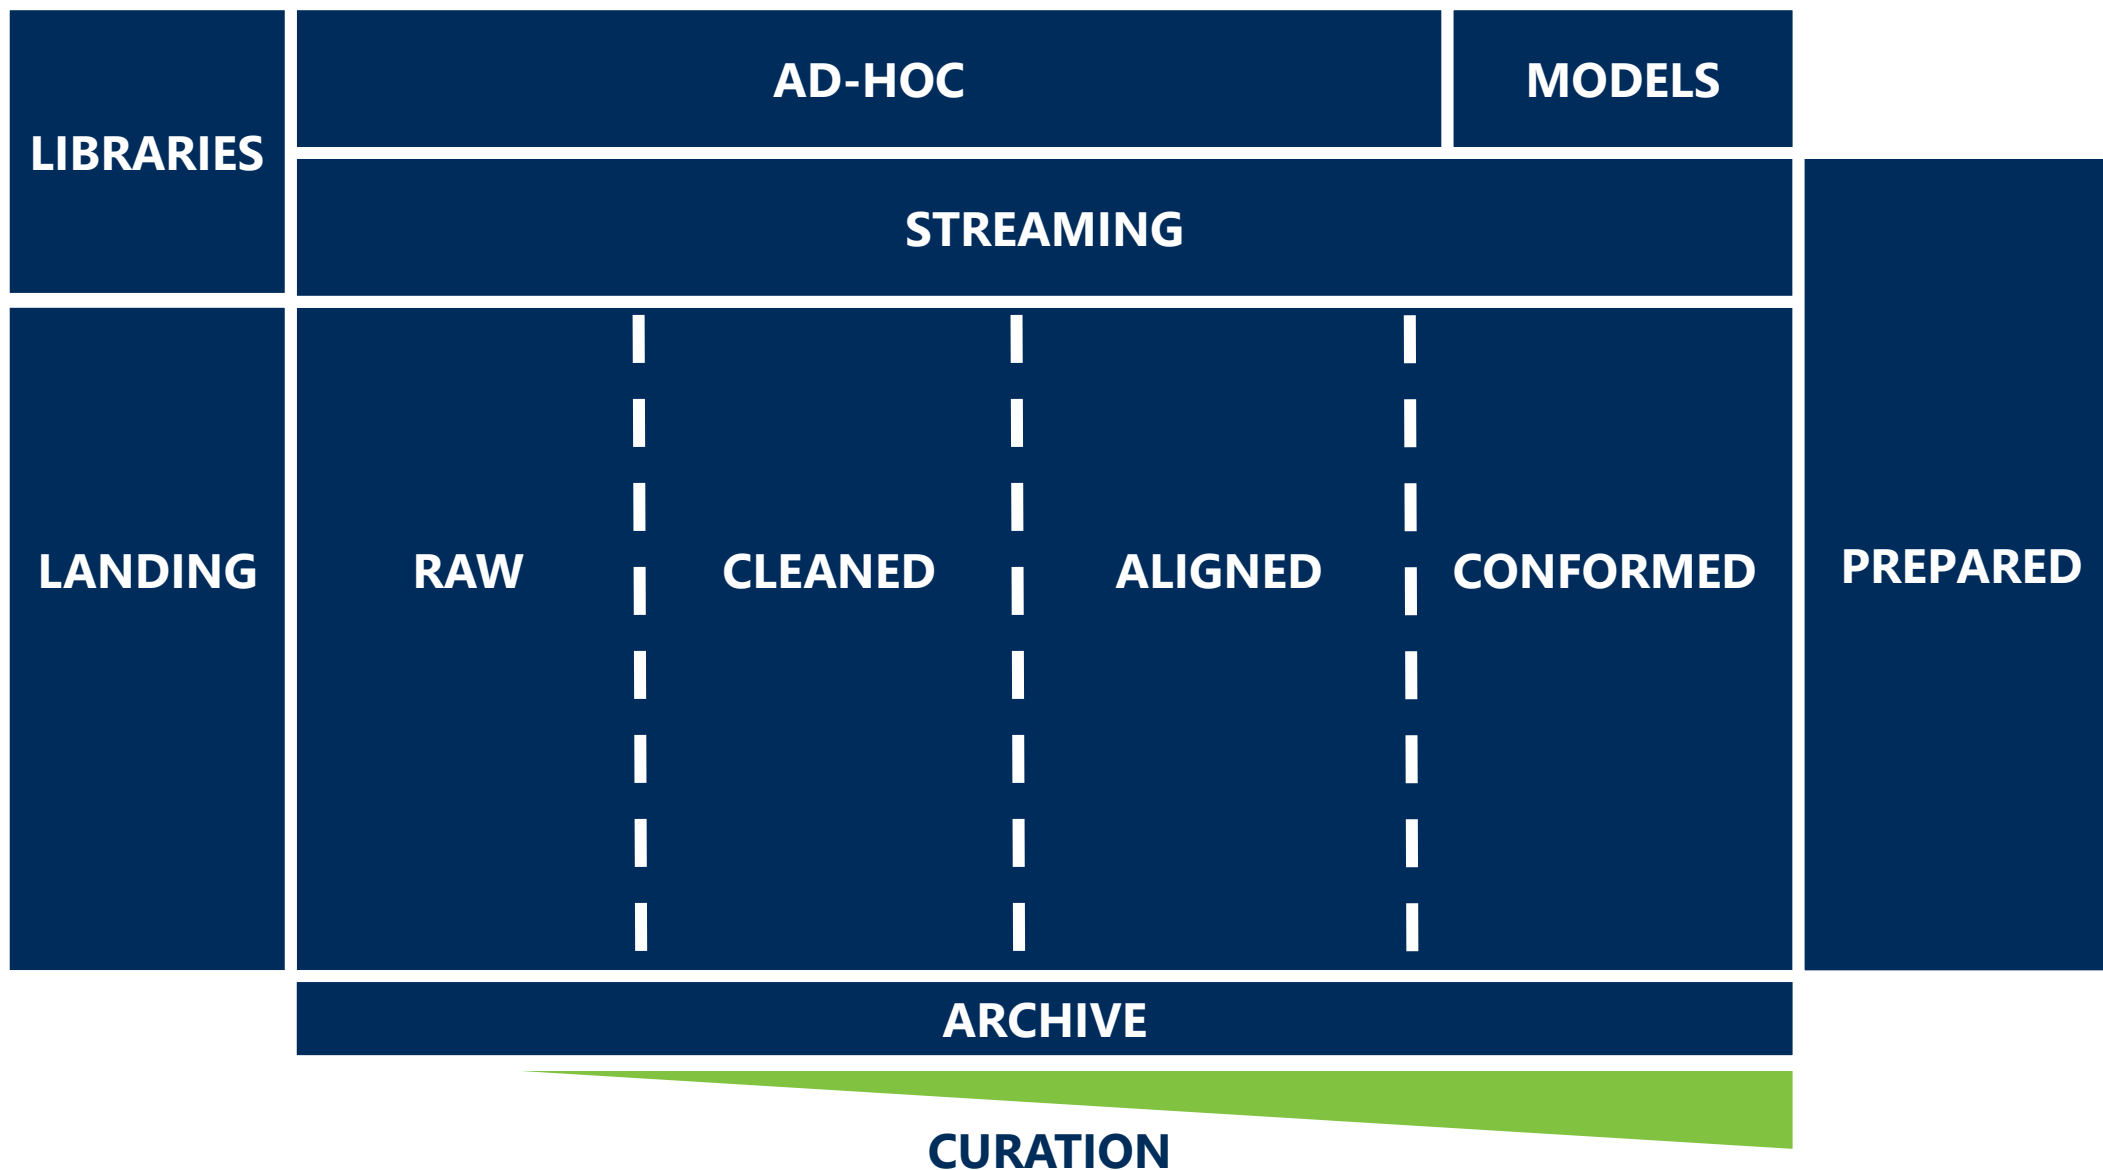 LIBRARIES
AD-HOC
MODELS
STREAMING
LANDING
RAW
CLEANED
ALIGNED
CONFORMED
PREPARED
ARCHIVE
CURATION